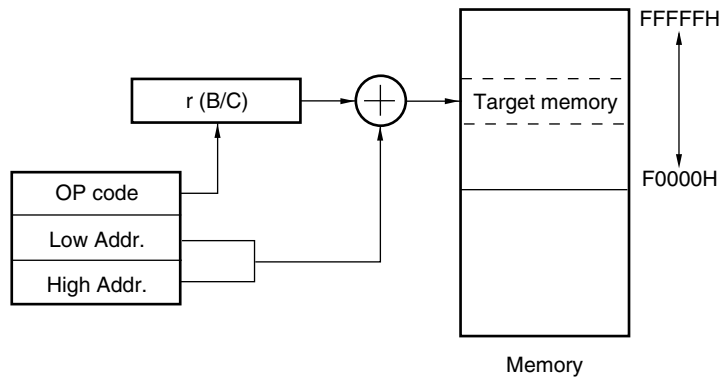 FFFFFH
r (B/C)
Target memory
OP code
F0000H
Low Addr.
High Addr.
Memory